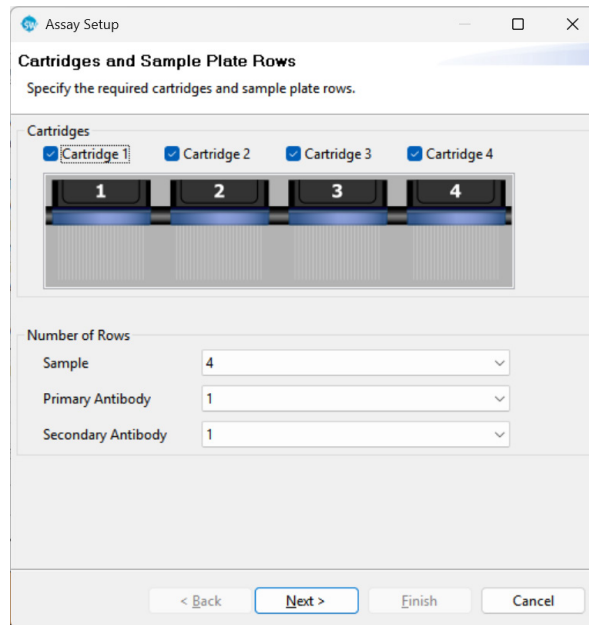 Assay Setup
Cartridges and Sample Plate Rows
Specify the required cartridges and sample plate rows.
Cartridges
Cartridge 1 Cartridge 2 Cartridge 3 Cartridge 4
1 2 3 4
Number of Rows
Sample 4
Primary Antibody 1
Secondary Antibody 1
< Back Next > Finish Cancel